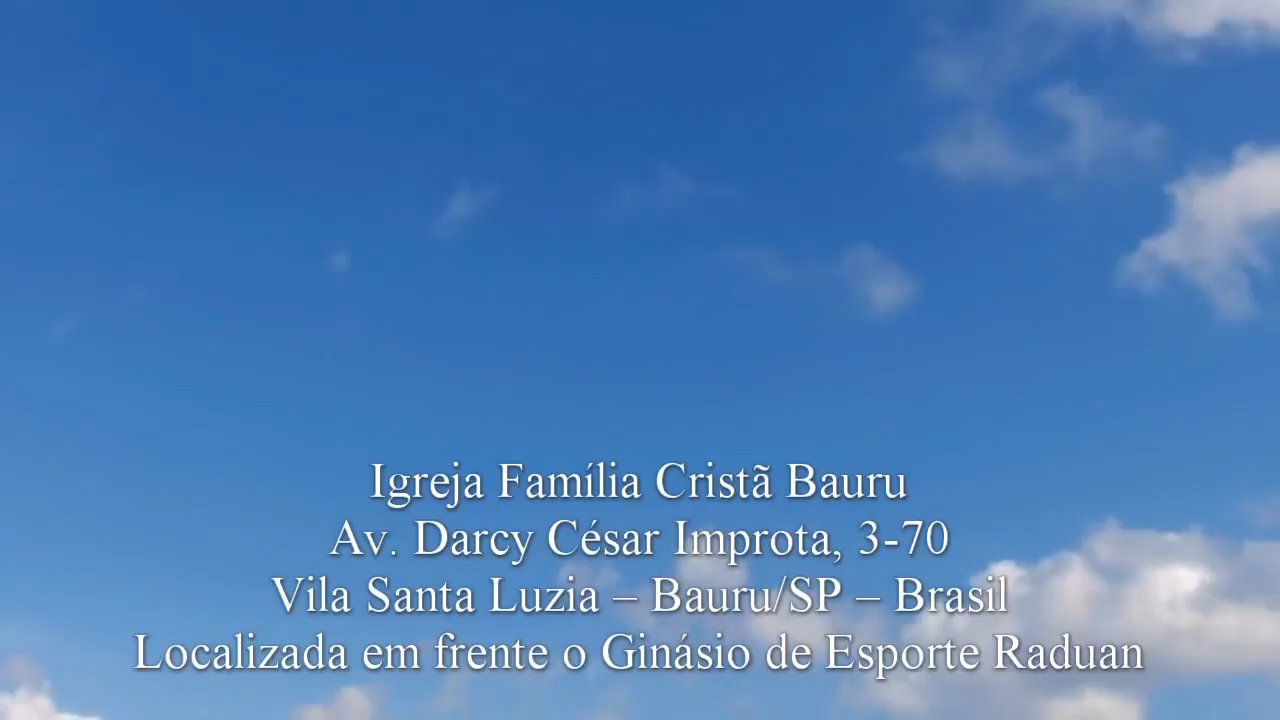 Igreja Família Cristã Bauru
Av. Darcy César Improta, 3-70
Vila Santa Luzia – Bauru/SP – Brasil
Localizada em frente o Ginásio de Esporte Raduan